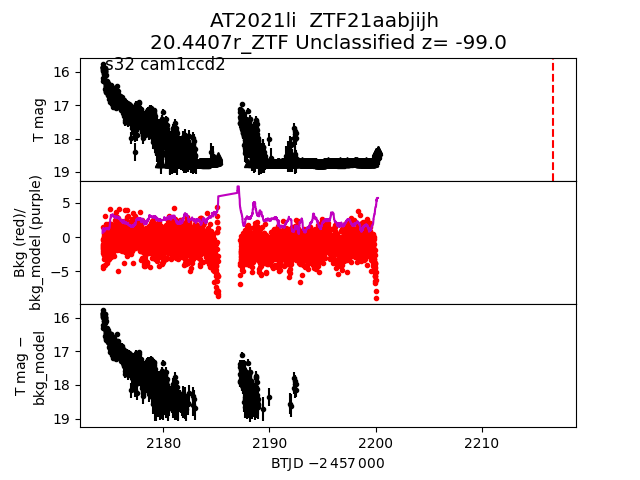 AT2021li  ZTF21aabjijh
20.4407r_ZTF Unclassified z= -99.0
s32 cam1ccd2
T mag
16
17
18
19
Bkg (red)/
bkg_model (purple)
5
0
−5
T mag −
bkg_model
16
17
18
19
2180 2190 2200 2210
BTJD −2 457 000